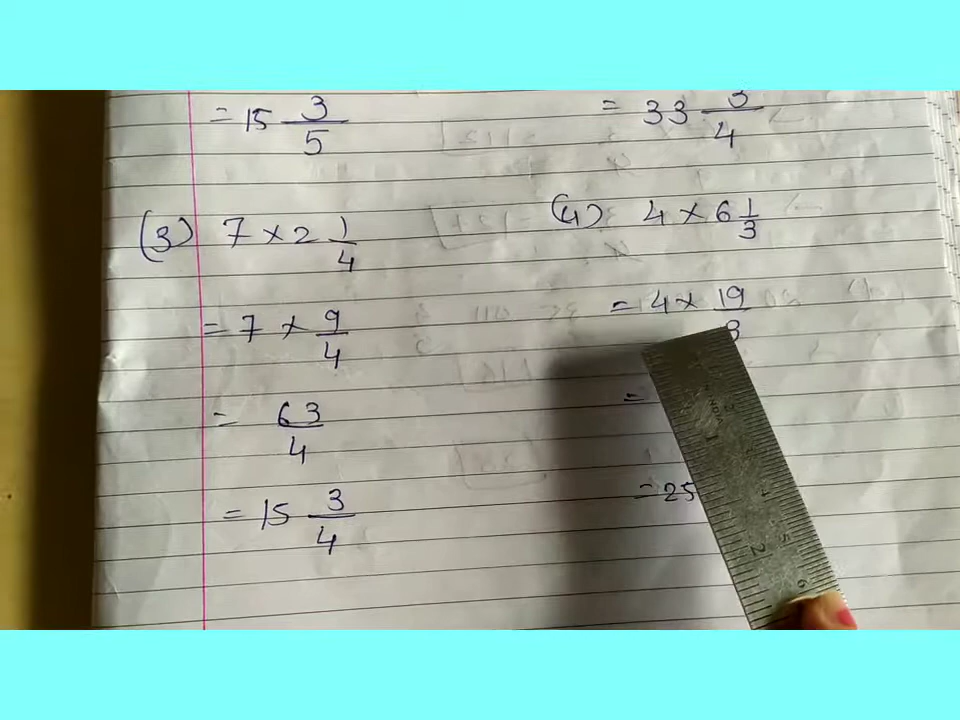 = 15 3/5
= 33 3/4
(3) 7 × 2 1/4
= 7 × 9/4
= 63/4
= 15 3/4
(4) 4 × 6 1/3
= 4 × 19/3
=
= 25